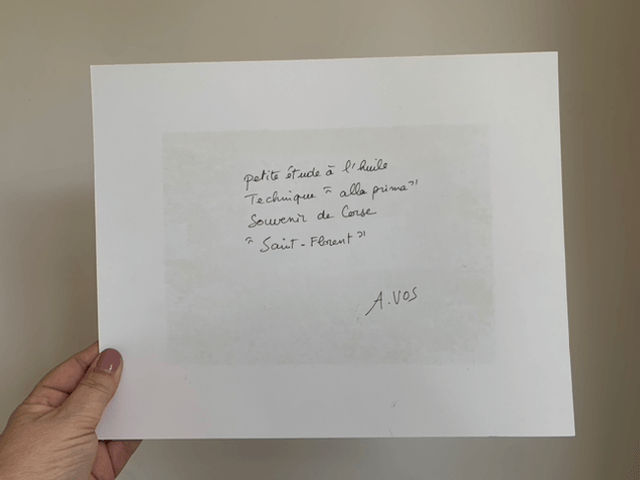 petite étude à l'huile
Technique "alla prima"
Souvenir de Corse
"Saint-Florent"
A.VOS